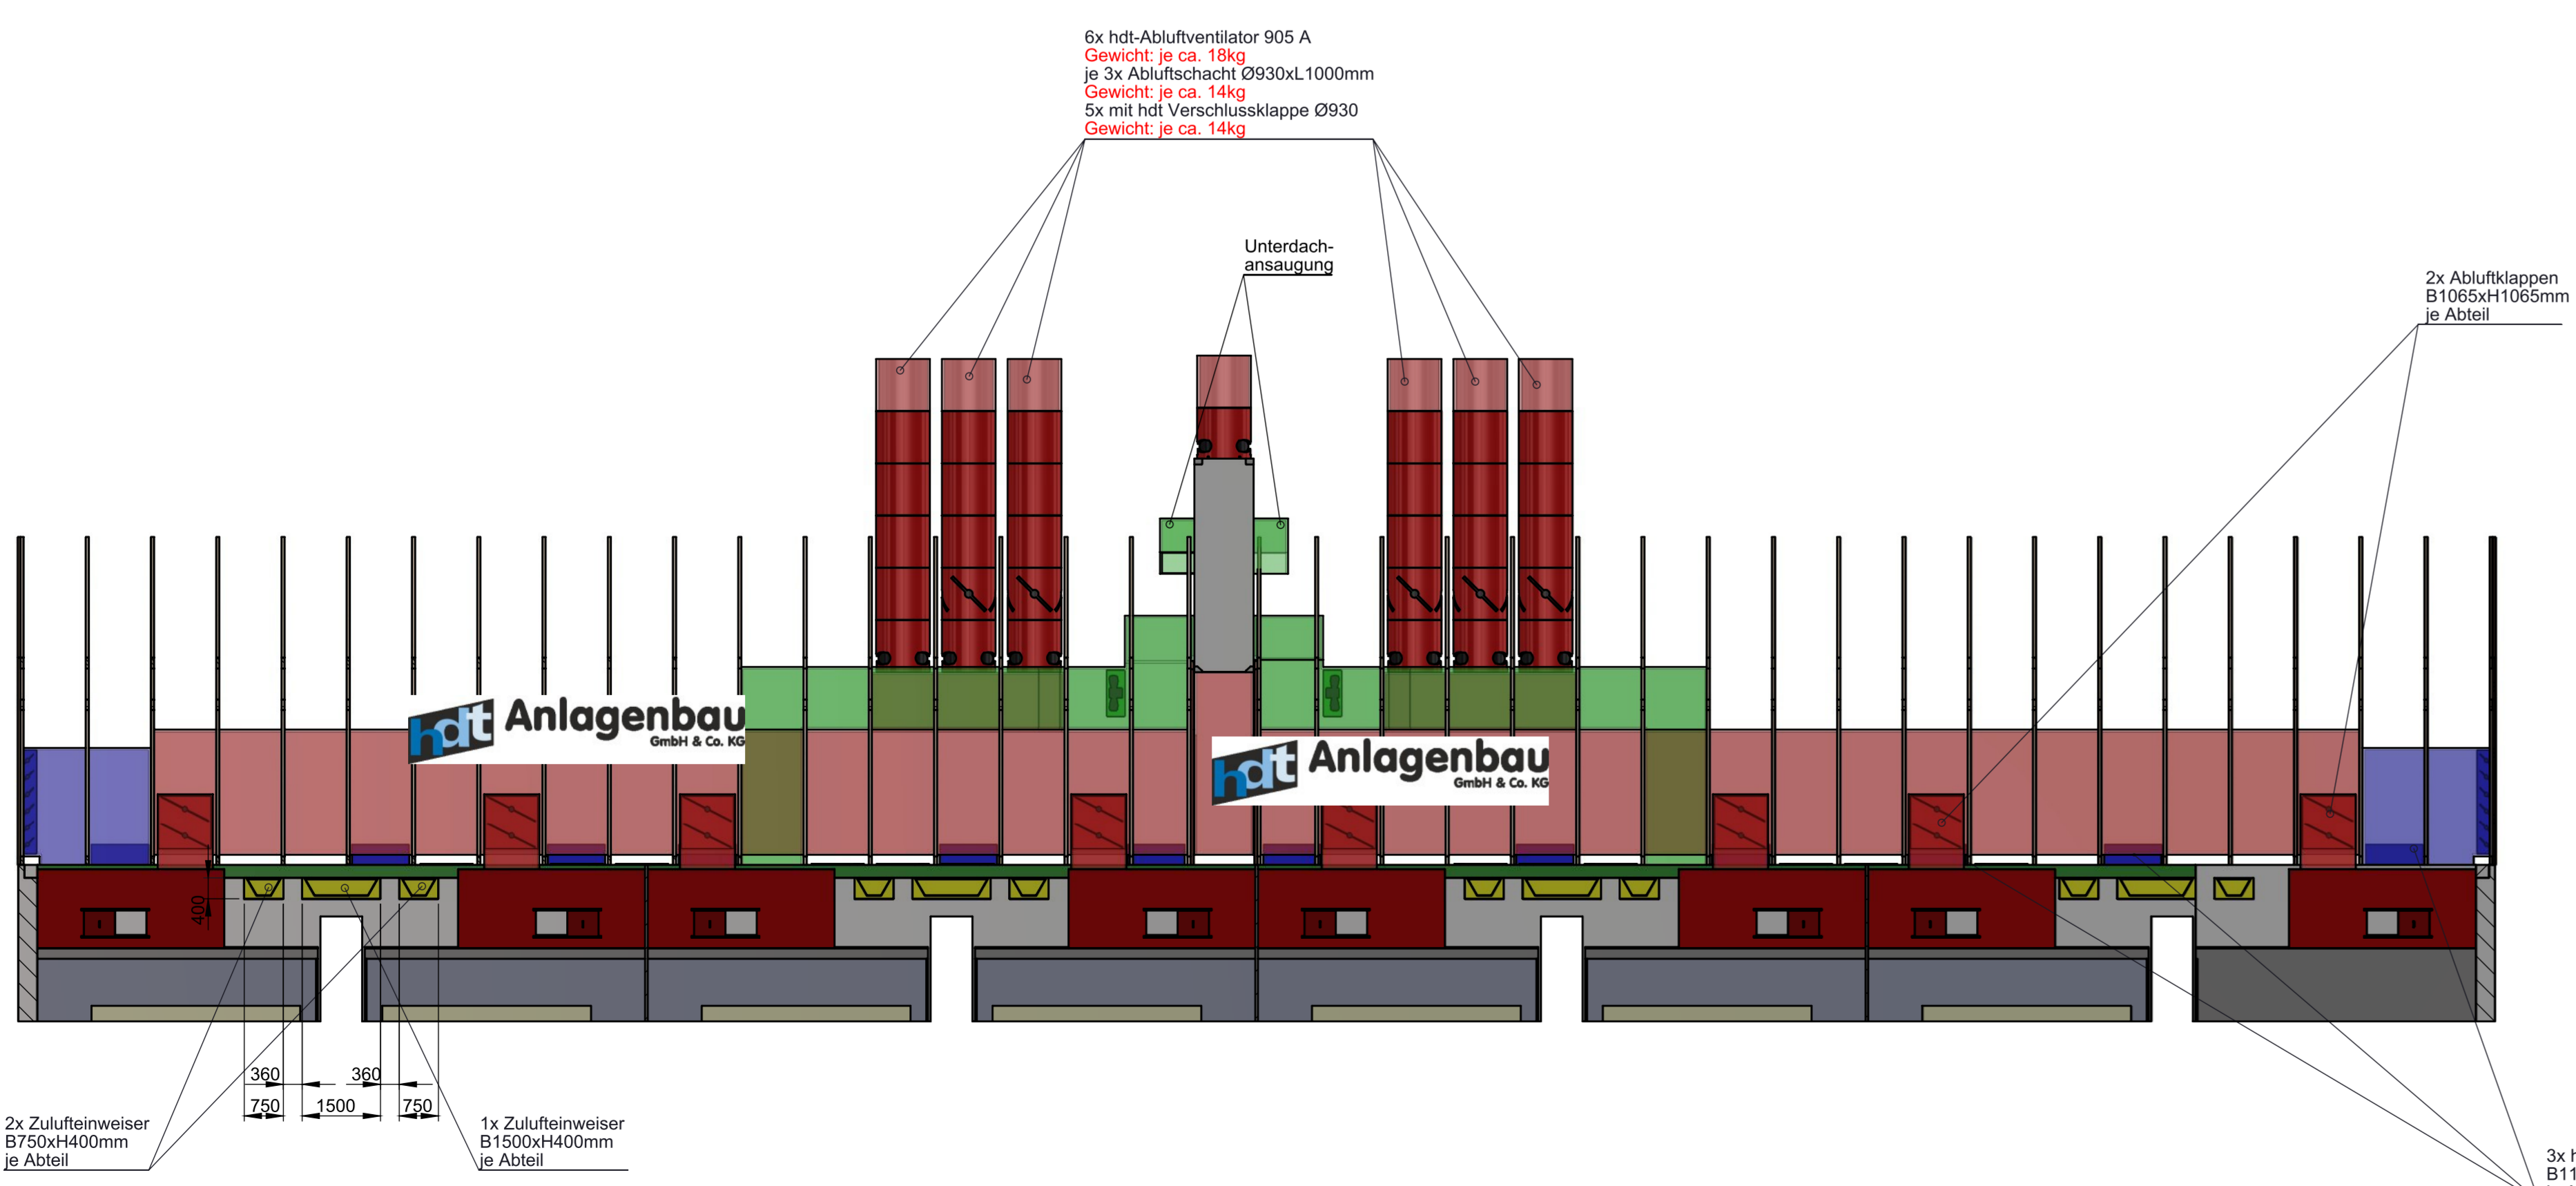 6x hdt-Abluftventilator 905 A
Gewicht: je ca. 18kg
je 3x Abluftschacht Ø930xL1000mm
Gewicht: je ca. 14kg
5x mit hdt Verschlussklappe Ø930
Gewicht: je ca. 14kg
Unterdach-
ansaugung
2x Abluftklappen
B1065xH1065mm
je Abteil
hdt Anlagenbau
GmbH & Co. KG
hdt Anlagenbau
GmbH & Co. KG
400
360 360
750 1500 750
2x Zulufteinweiser
B750xH400mm
je Abteil
1x Zulufteinweiser
B1500xH400mm
je Abteil
3x
B11